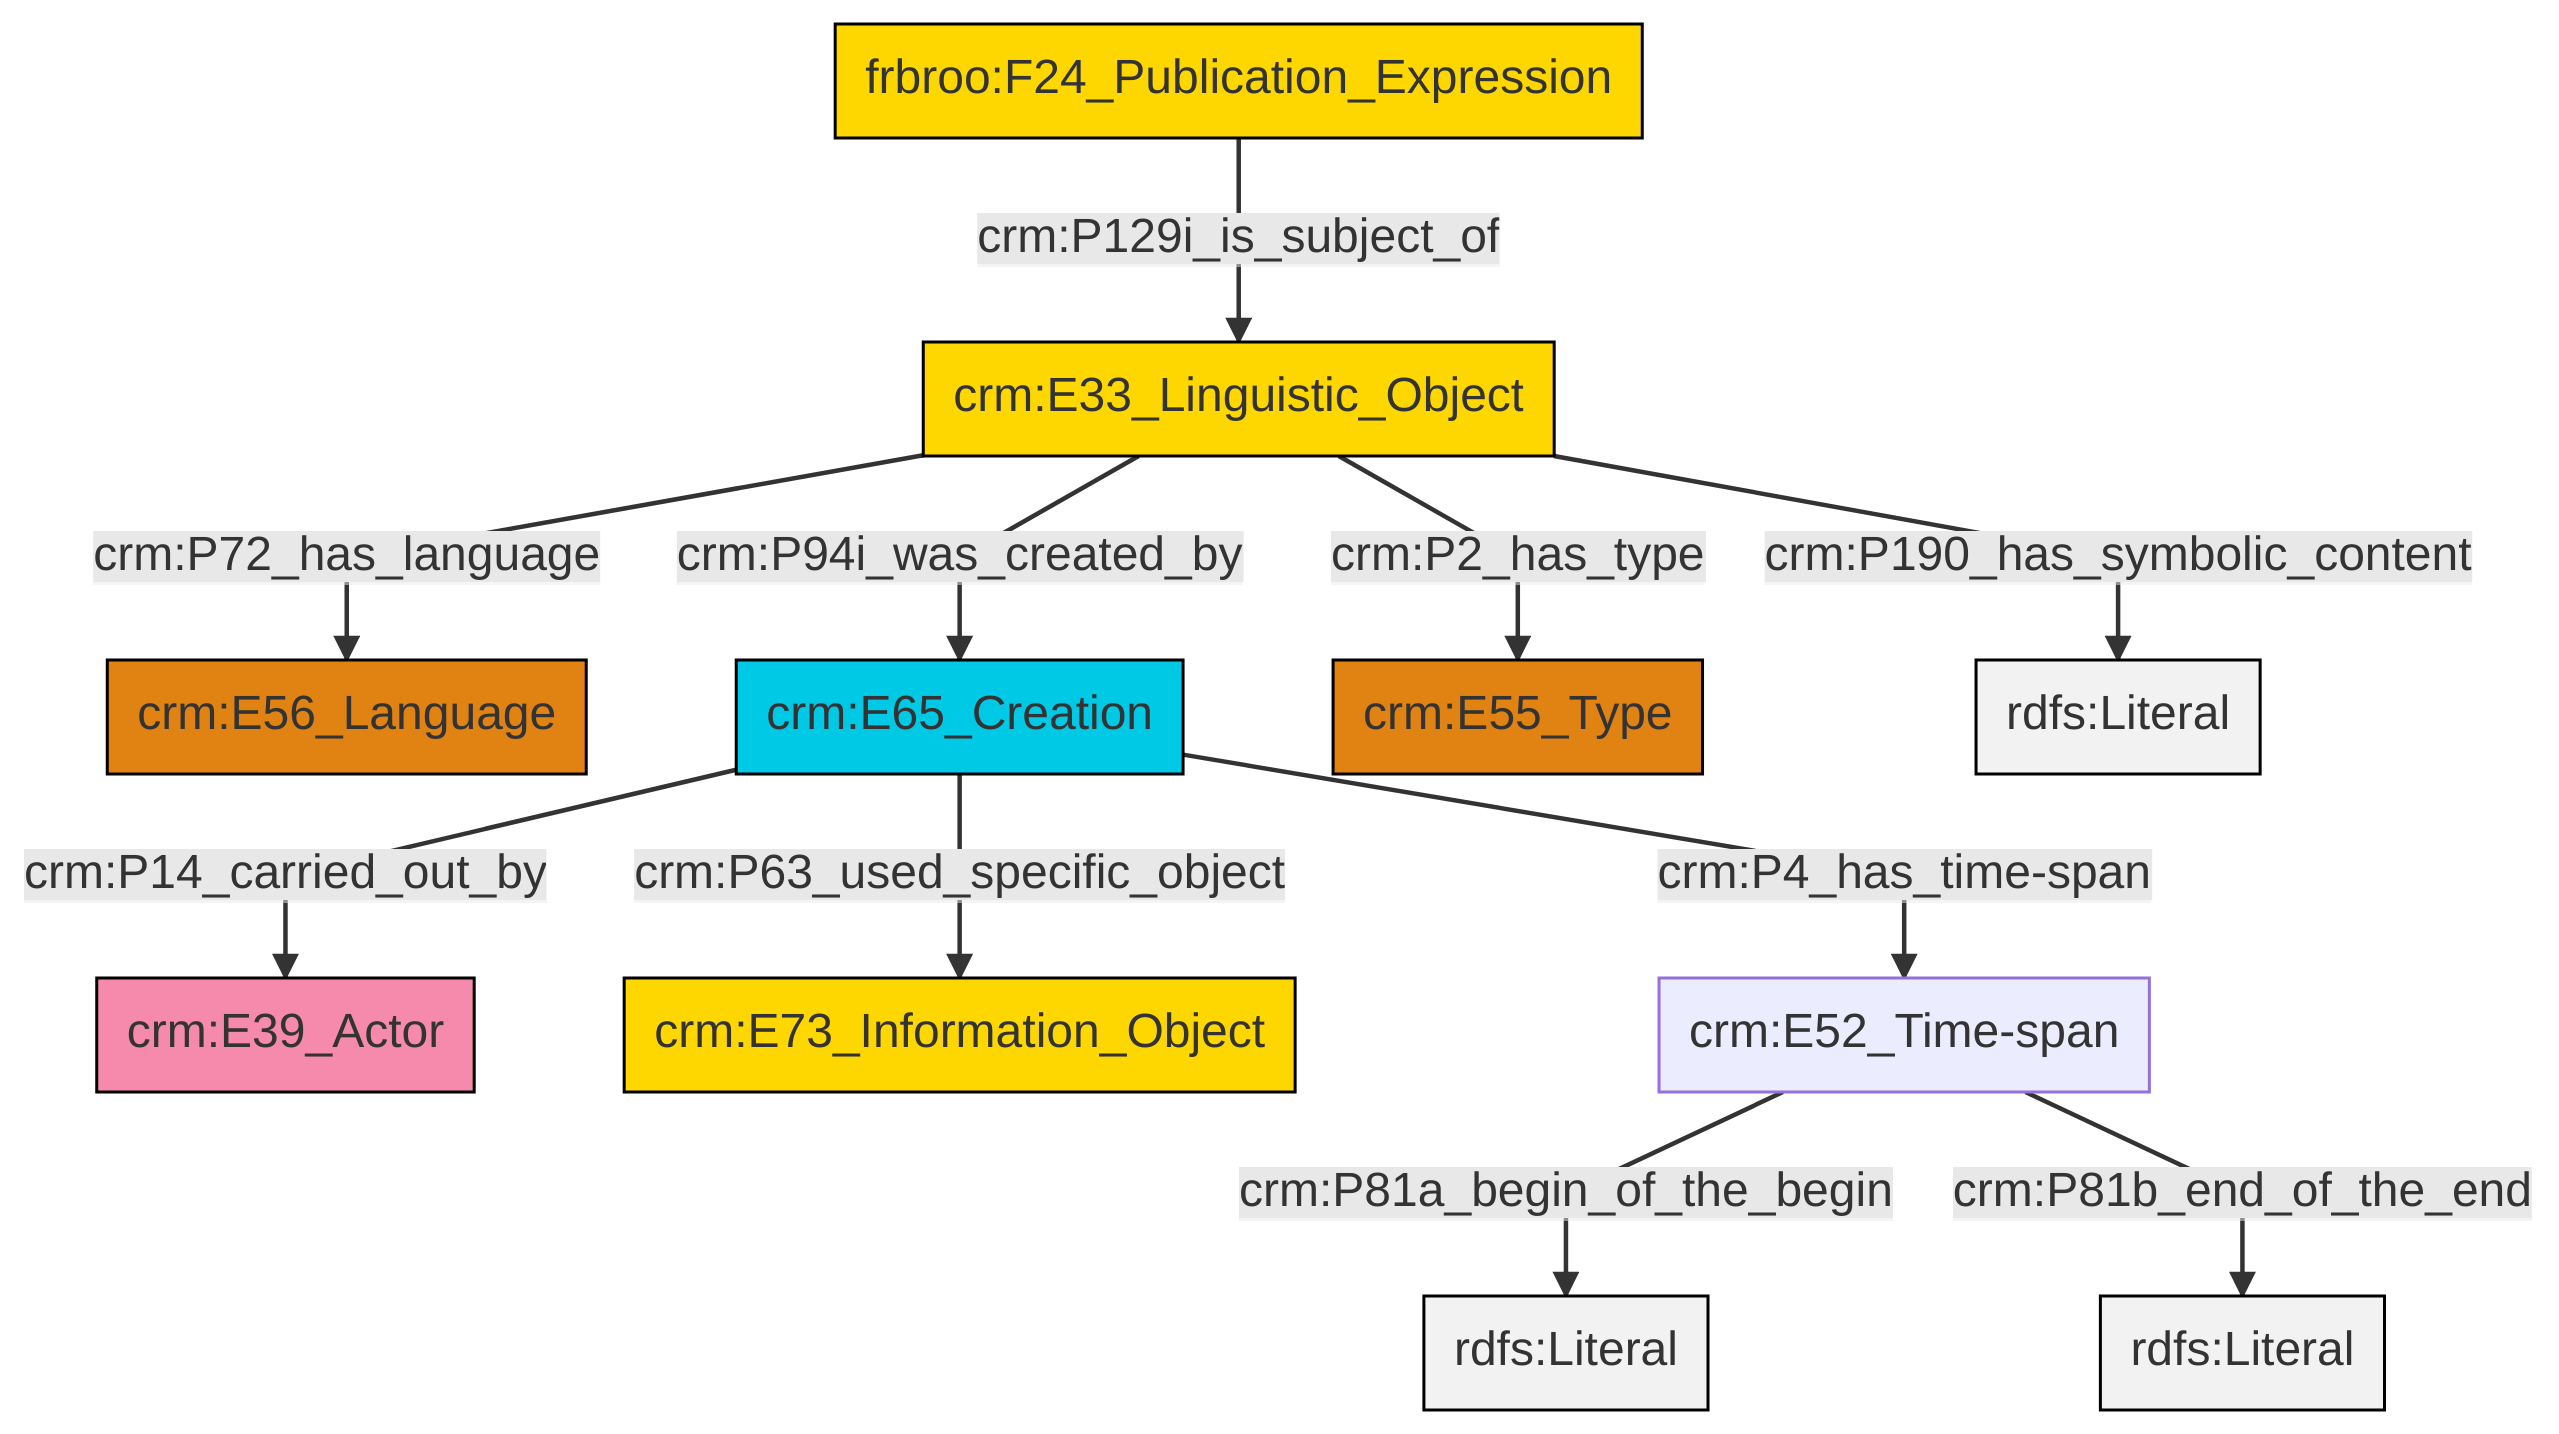 frbroo:F24_Publication_Expression
crm:P129i_is_subject_of
crm:E33_Linguistic_Object
crm:P72_has_language
crm:P94i_was_created_by
crm:P2_has_type
crm:P190_has_symbolic_content
crm:E56_Language
crm:E65_Creation
crm:E55_Type
rdfs:Literal
crm:P14_carried_out_by
crm:P63_used_specific_object
crm:P4_has_time-span
crm:E39_Actor
crm:E73_Information_Object
crm:E52_Time-span
crm:P81a_begin_of_the_begin
crm:P81b_end_of_the_end
rdfs:Literal
rdfs:Literal